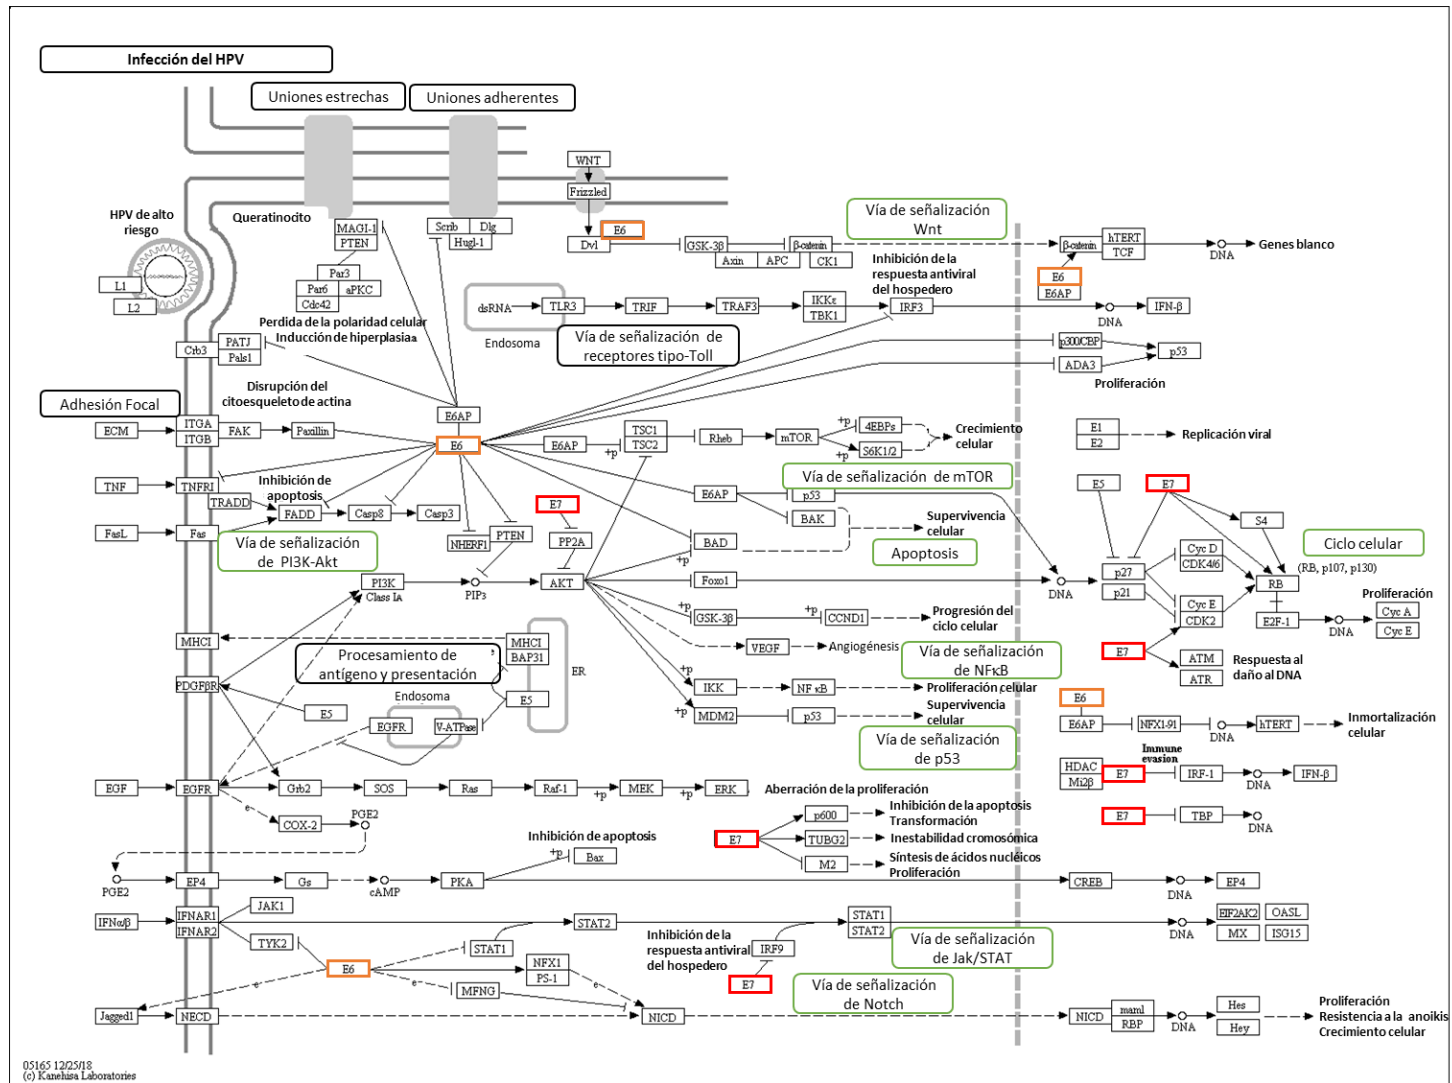 Infección del HPV
Uniones estrechas
Uniones adherentes
WNT
Frizzled
HPV de alto
riesgo
Queratinocito
MAGI-1
PTEN
Scrib
Dlg
Hugl-1
E6
Dvl
GSK-3β
β-catenin
Axin
APC
CK1
Vía de señalización
Wnt
β-catenin
hTERT
TCF
DNA
Genes blanco
E6
E6AP
L1
L2
Par3
Par6
aPKC
Cdc42
Perdida de la polaridad celular
Inducción de hiperplasiaa
dsRNA
TLR3
TRIF
TRAF3
IKKε
TBK1
Inhibición de la
respuesta antiviral
del hospedero
IRF3
DNA
IFN-β
Endosoma
Vía de señalización de
receptores tipo-Toll
Crb3
PATJ
Pals1
p300/CBP
ADA3
p53
Proliferación
Adhesión Focal
Disrupción del
citoesqueleto de actina
E6AP
E6
ECM
ITGA
ITGB
FAK
Paxillin
E6AP
+p
TSC1
TSC2
Rheb
mTOR
+p
4EBPs
+p
S6K1/2
Crecimiento
celular
E1
E2
Replicación viral
Vía de señalización de mTOR
TNF
TNFR1
TRADD
Inhibición de
apoptosis
FADD
Casp8
Casp3
E7
E6AP
p53
BAK
E5
E7
S4
FasL
Fas
Vía de señalización
de PI3K-Akt
NHERF1
PTEN
PP2A
BAD
+p
Supervivencia
celular
Apoptosis
Ciclo celular
(RB, p107, p130)
PI3K
Class IA
PIP3
AKT
Foxo1
DNA
p27
p21
Cyc D
CDK4/6
Cyc E
CDK2
RB
E2F-1
DNA
Proliferación
Cyc A
Cyc E
+p
GSK-3β
+p
CCND1
Progresión del
ciclo celular
MHCI
MHCI
BAP31
ER
VEGF
Angiogénesis
Vía de señalización
de NFκB
E7
ATM
ATR
Respuesta al
daño al DNA
Procesamiento de
antígeno y presentación
,
PDGFβR
E5
Endosoma
EGFR
V-ATPase
E5
+p
IKK
NFκB
Proliferación celular
+p
MDM2
p53
Supervivencia
celular
Vía de señalización
de p53
E6
E6AP
NFX1-91
DNA
hTERT
Inmortalización
celular
EGF
EGFR
Grb2
SOS
Ras
Raf-1
+p
MEK
+p
ERK
HDAC
Mi2β
E7
Immune
evasion
IRF-1
DNA
IFN-β
e
COX-2
PGE2
Aberración de la proliferación
E7
p600
Inhibición de la apoptosis
Transformación
TUBG2
Inestabilidad cromosómica
M2
Síntesis de ácidos nucléicos
Proliferación
E7
TBP
DNA
Inhibición de apoptosis
+p
Bax
PGE2
EP4
Gs
cAMP
PKA
CREB
DNA
EP4
IFNα/β
IFNAR1
IFNAR2
JAK1
TYK2
STAT1
STAT2
Inhibición de la
respuesta antiviral
del hospedero
IRF9
E7
STAT1
STAT2
Vía de señalización
de Jak/STAT
DNA
EIF2AK2
OASL
MX
ISG15
E6
e
e
NFX1
PS-1
e
MFNG
Vía de señalización
de Notch
Jagged1
NECD
NICD
NICD
maml
RBP
DNA
Hes
Hey
Proliferación
Resistencia a la anoikis
Crecimiento celular
05165 12/25/18
(c) Kanehisa Laboratories